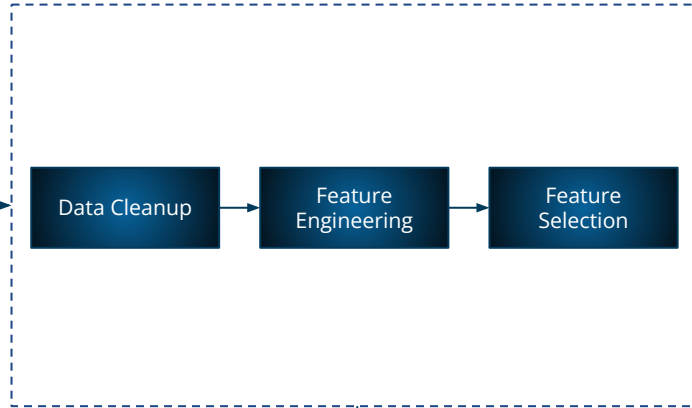 Data Cleanup
Feature
Engineering
Feature
Selection